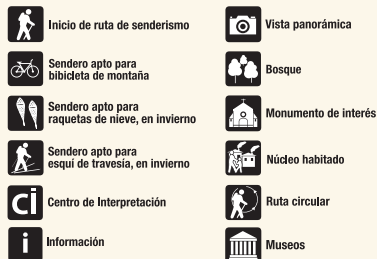 Inicio de ruta de senderismo
Sendero apto para
bibicleta de montaña
Sendero apto para
raquetas de nieve, en invierno
Sendero apto para
esquí de travesía, en invierno
ci
Centro de Interpretación
i
Información
Vista panorámica
Bosque
Monumento de interés
Núcleo habitado
Ruta circular
Museos